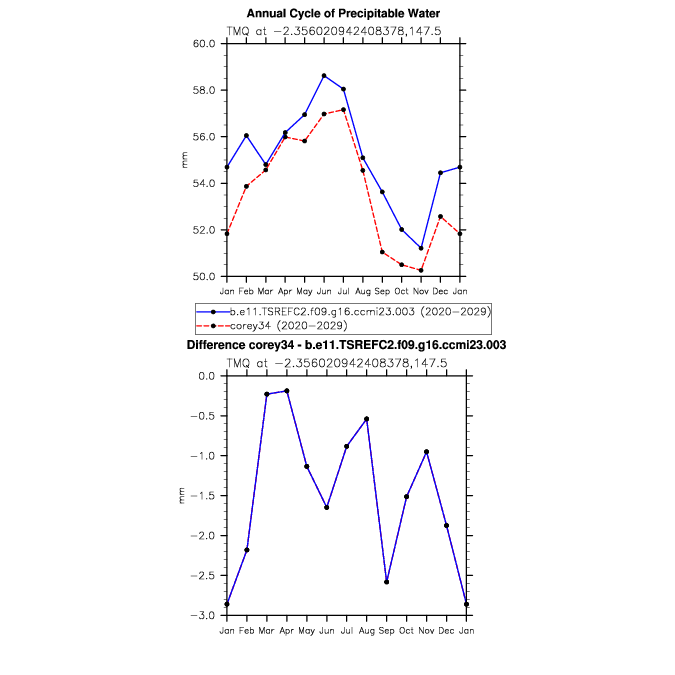 Annual Cycle of Precipitable Water
TMQ at −2.356020942408378,147.5
60.0
58.0
56.0
54.0
52.0
50.0
mm
Jan Feb Mar Apr May Jun Jul Aug Sep Oct Nov Dec Jan
b.e11.TSREFC2.f09.g16.ccmi23.003 (2020−2029)
corey34 (2020−2029)
Difference corey34 - b.e11.TSREFC2.f09.g16.ccmi23.003
TMQ at −2.356020942408378,147.5
0.0
−0.5
−1.0
−1.5
−2.0
−2.5
−3.0
mm
Jan Feb Mar Apr May Jun Jul Aug Sep Oct Nov Dec Jan